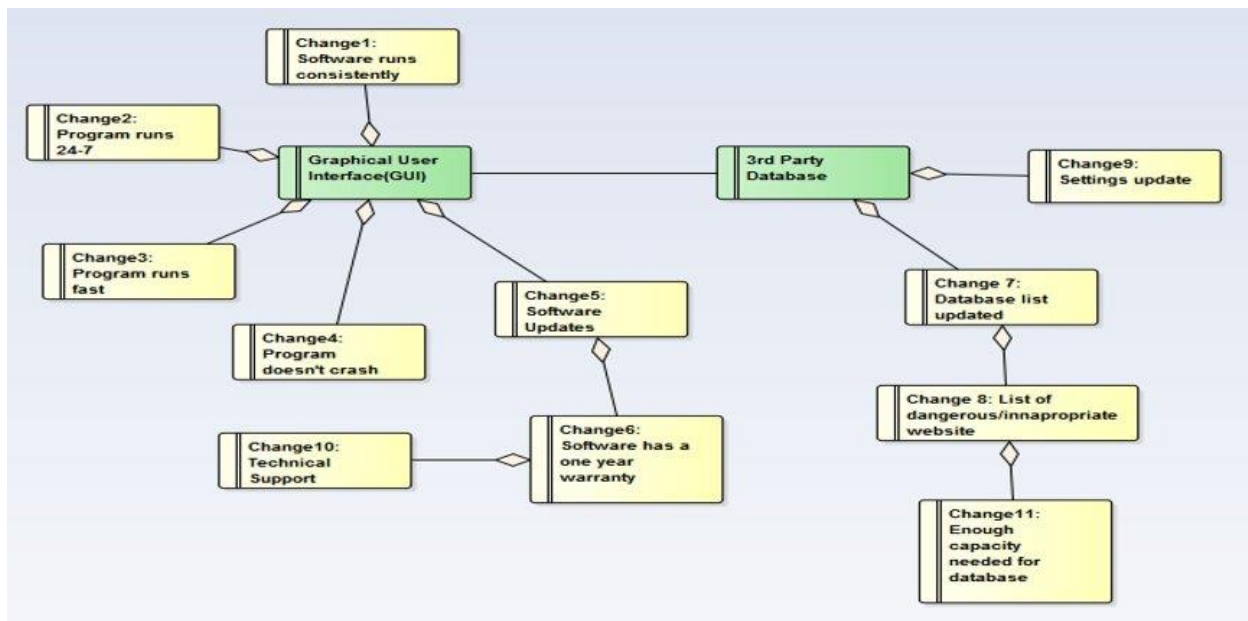 Change1:
Software runs
consistently
Change2:
Program runs
24-7
Graphical User
Interface(GUI)
3rd Party
Database
Change9:
Settings update
Change3:
Program runs
fast
Change4:
Program
doesn't crash
Change5:
Software
Updates
Change 7:
Database list
updated
Change 8: List of
dangerous/innapropriate
website
Change10:
Technical
Support
Change6:
Software has a
one year
warranty
Change11:
Enough
capacity
needed for
database